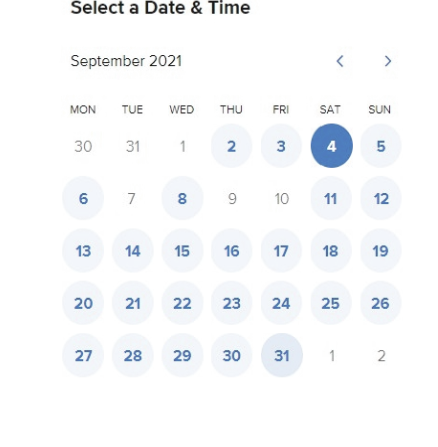 Select a Date & Time
September 2021
MON TUE WED THU FRI SAT SUN
30 31 1 2 3 4 5
6 7 8 9 10 11 12
13 14 15 16 17 18 19
20 21 22 23 24 25 26
27 28 29 30 31 1 2